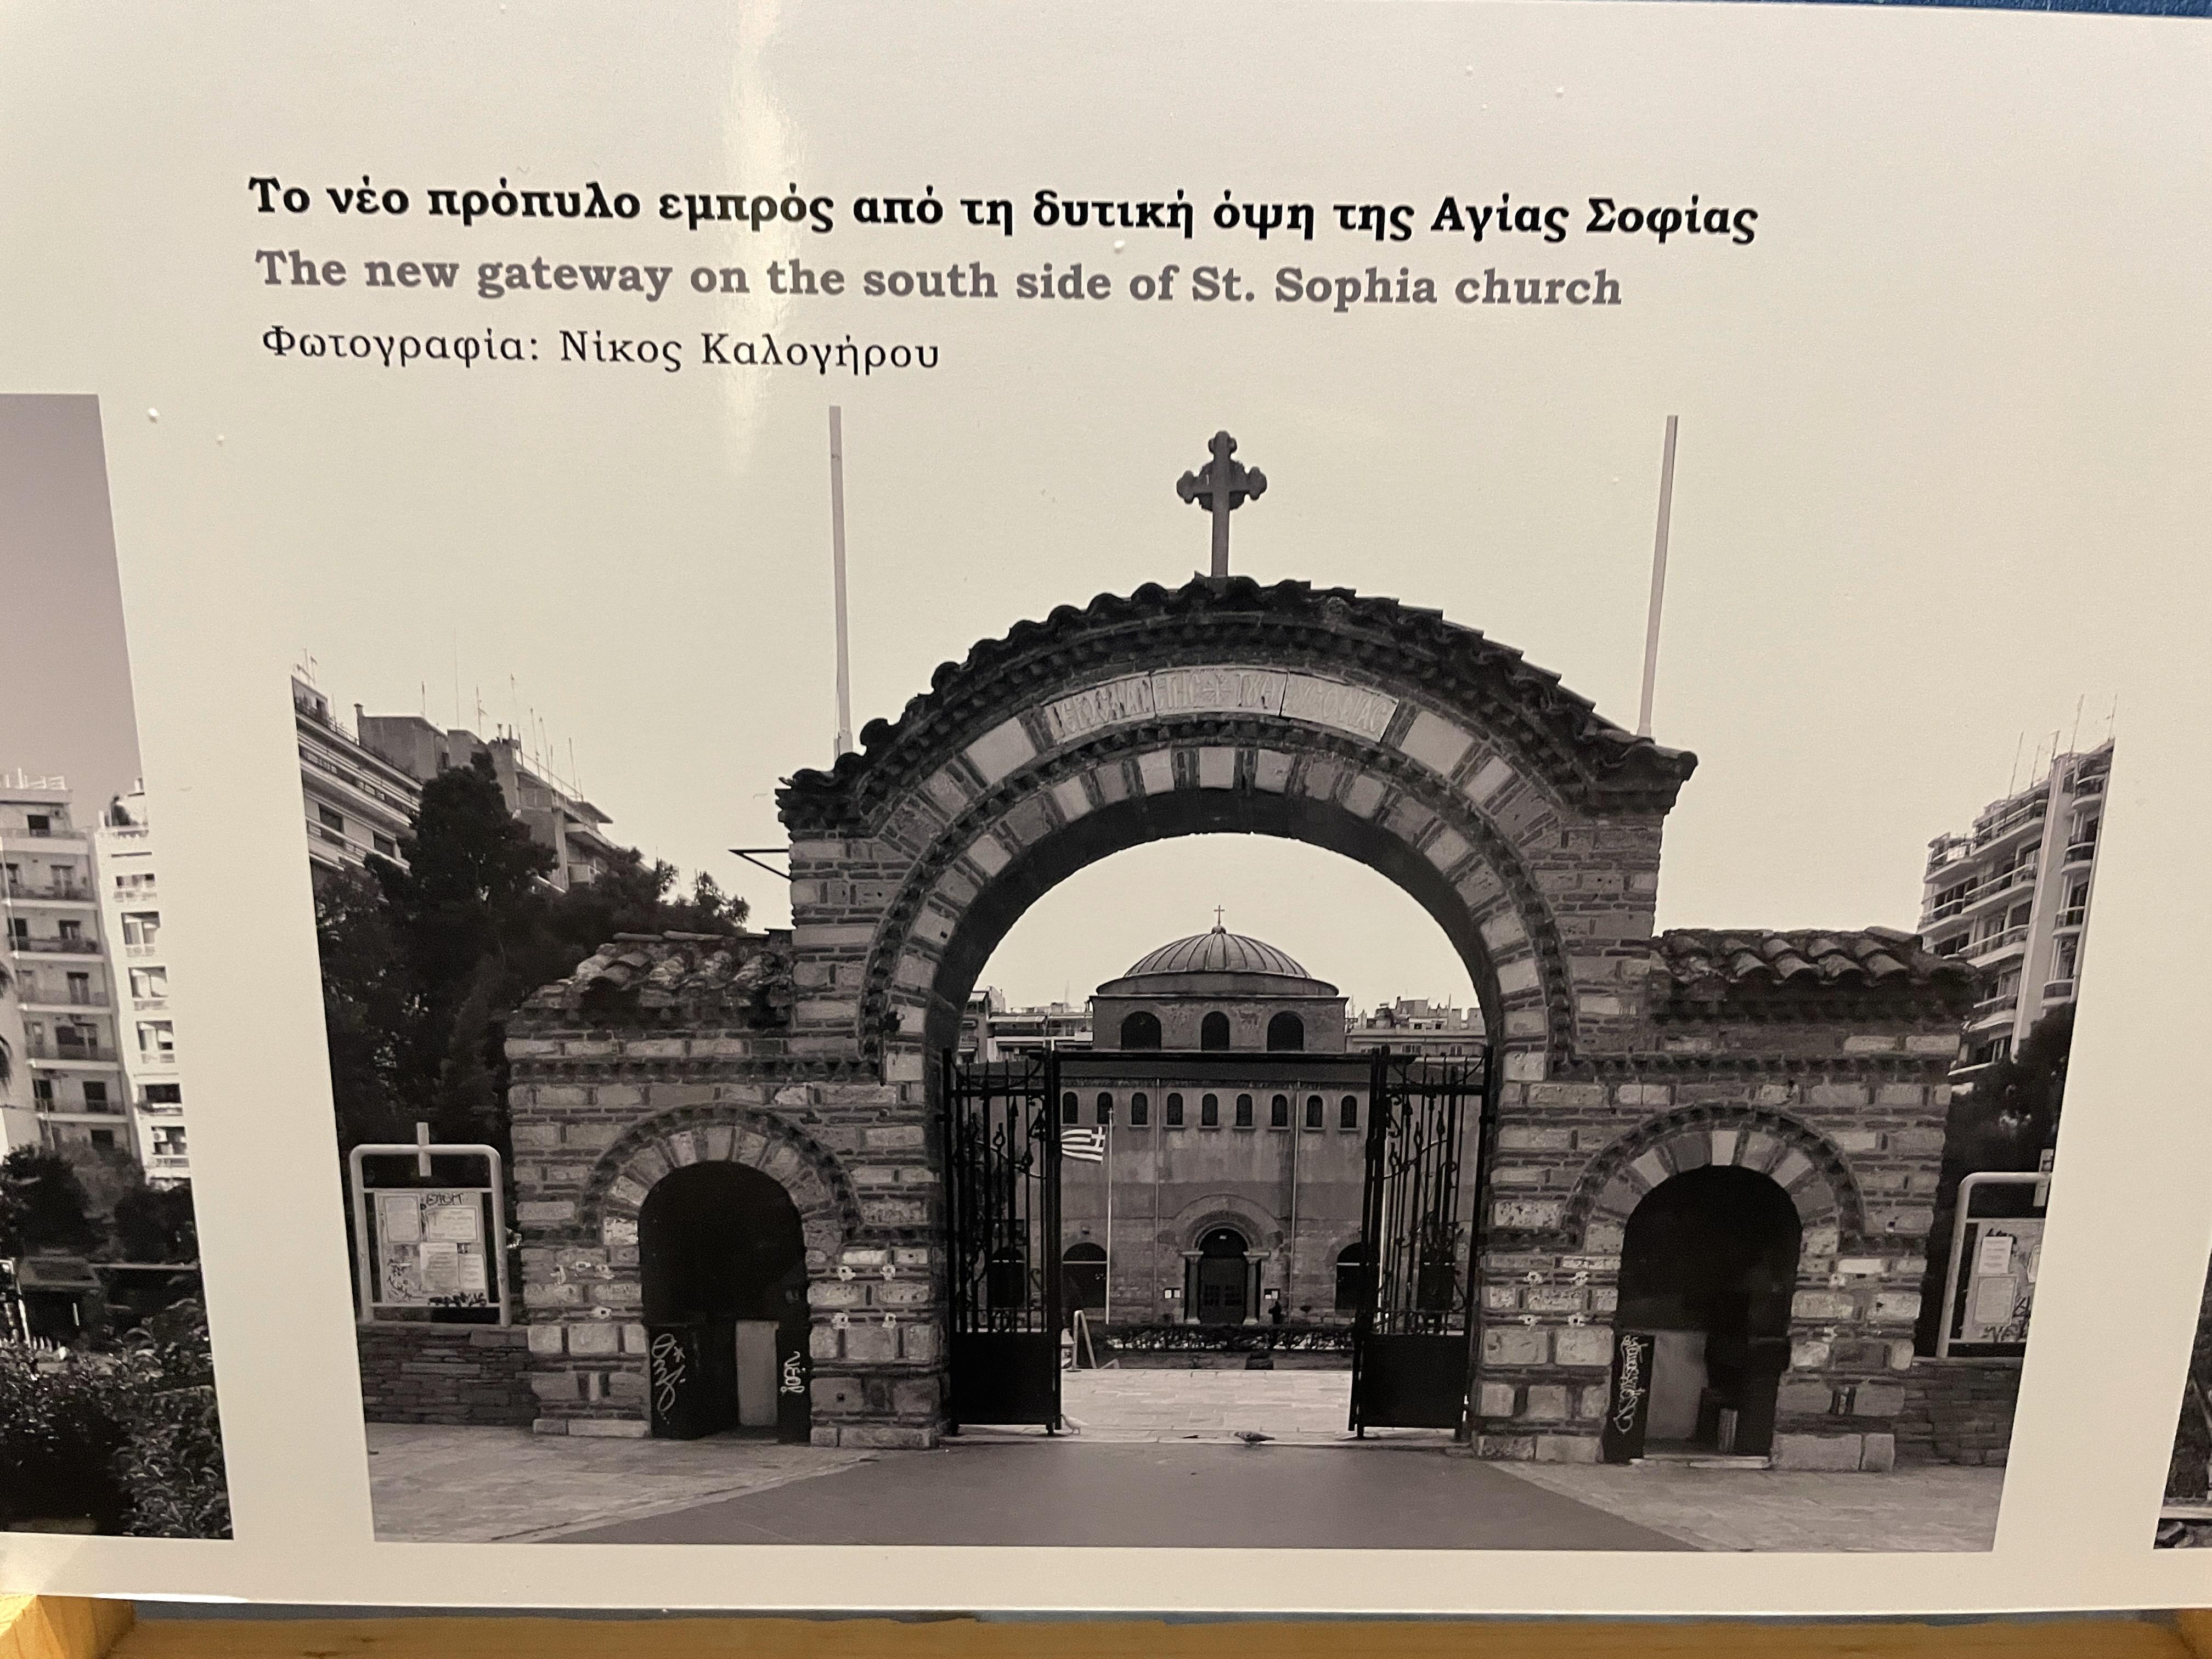 Το νέο πρόπυλο εμπρός από τη δυτική όψη της Αγίας Σοφίας
The new gateway on the south side of St. Sophia church
Φωτογραφία: Νίκος Καλογήρου